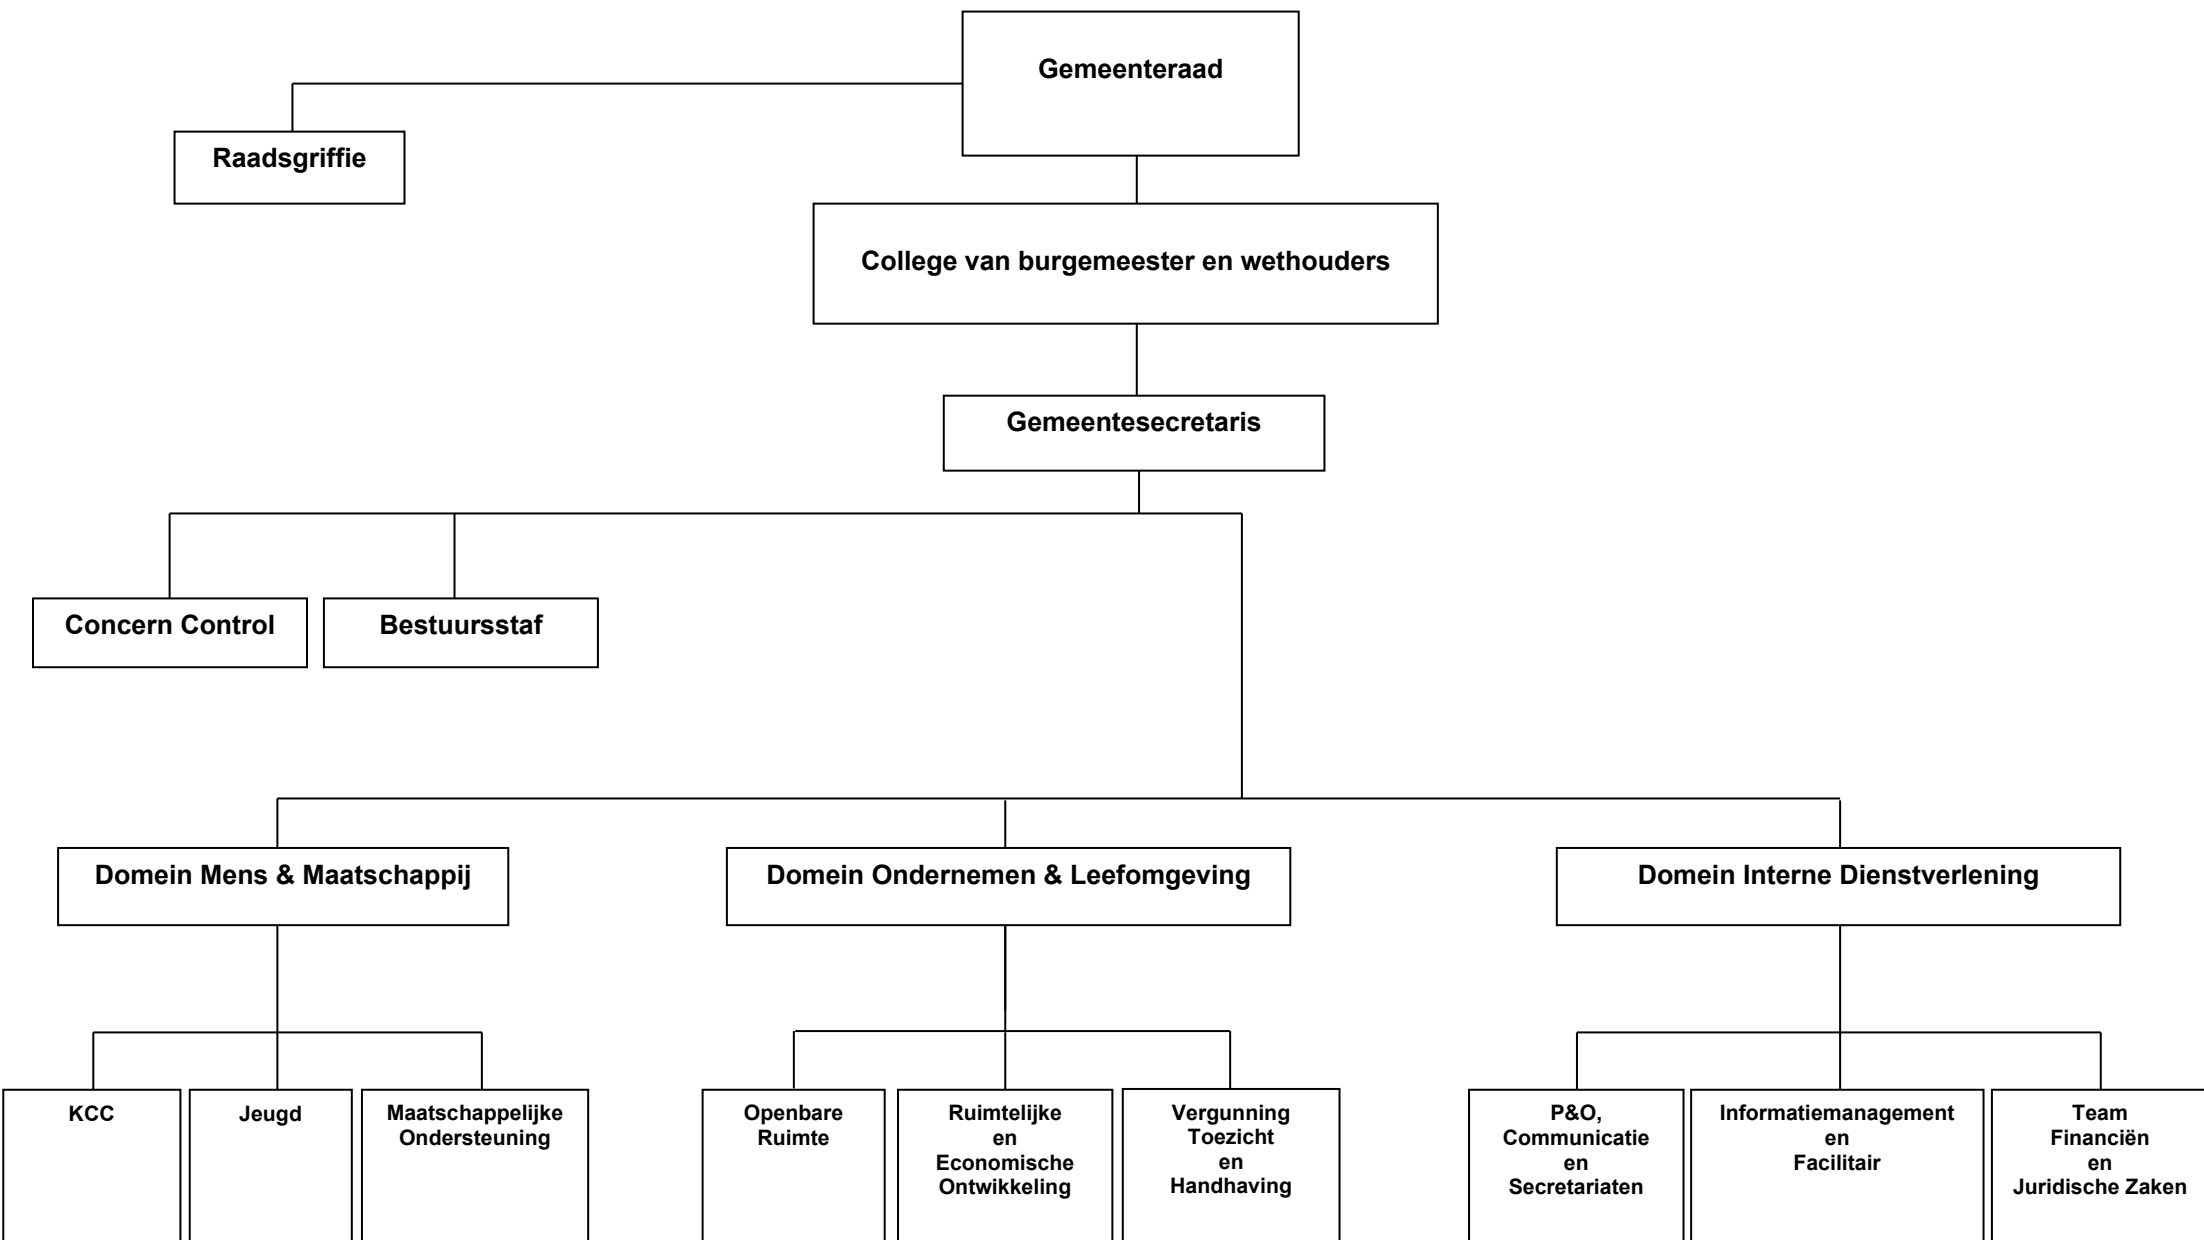 Gemeenteraad
Raadsgriffie
College van burgemeester en wethouders
Gemeentesecretaris
Concern Control
Bestuursstaf
Domein Mens & Maatschappij
Domein Ondernemen & Leefomgeving
Domein Interne Dienstverlening
KCC
Jeugd
Maatschappelijke
Ondersteuning
Openbare
Ruimte
Ruimtelijke
en
Economische
Ontwikkeling
Vergunning
Toezicht
en
Handhaving
P&O,
Communicatie
en
Secretariaten
Informatiemanagement
en
Facilitair
Team
Financiën
en
Juridische Zaken